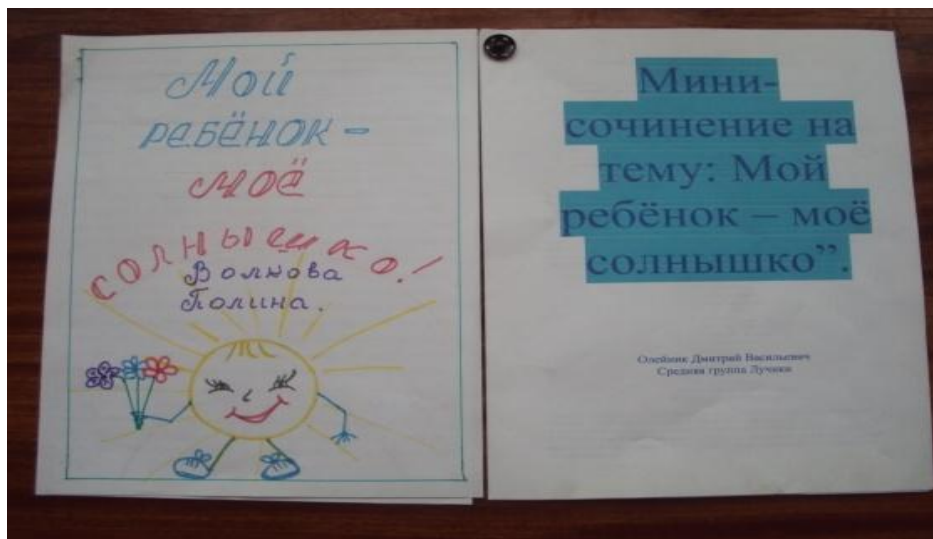 Мой
ребёнок -
моё
солнышко!
Волкова
Полина.
Мини-
сочинение на
тему: Мой
ребёнок – моё
солнышко”.
Олейник Дмитрий Васильевич
Средняя группа Лучики